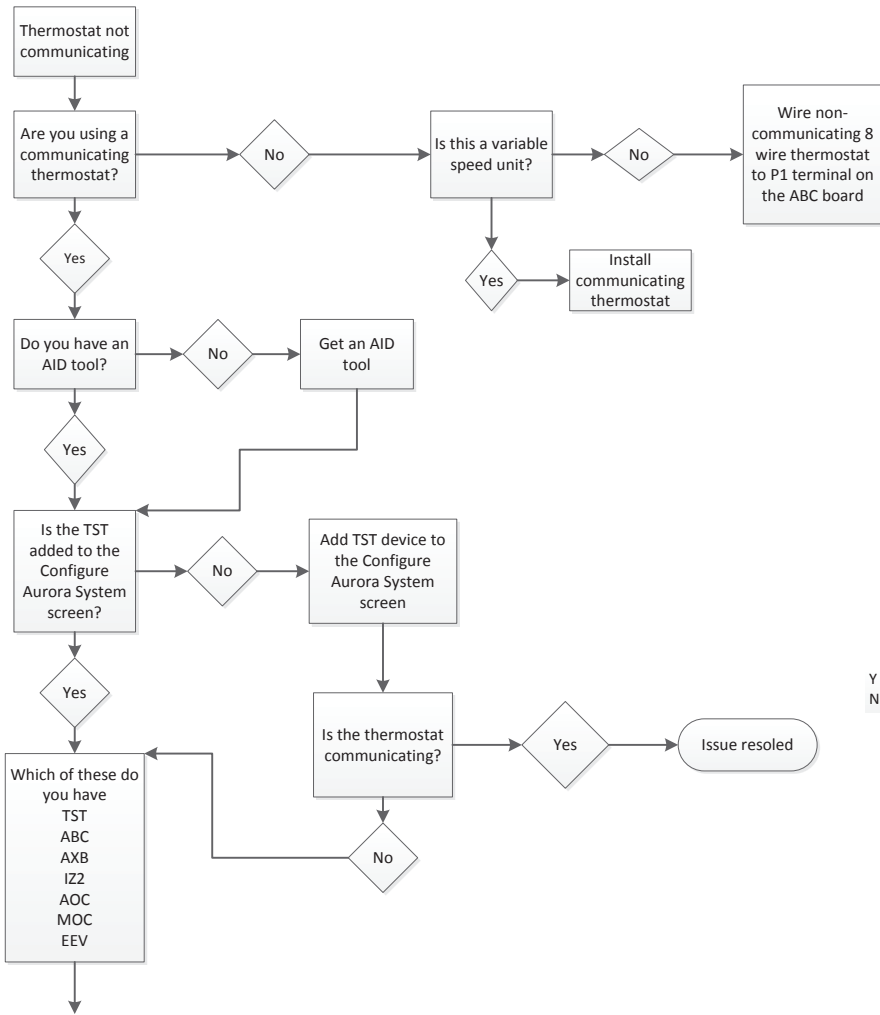 Thermostat not
communicating
Are you using a
communicating
thermostat?
No
Is this a variable
speed unit?
No
Wire non-
communicating 8
wire thermostat
to P1 terminal on
the ABC board
Yes
Yes
Install
communicating
thermostat
Do you have an
AID tool?
No
Get an AID
tool
Yes
Is the TST
added to the
Configure
Aurora System
screen?
No
Add TST device to
the Configure
Aurora System
screen
Yes
Is the thermostat
communicating?
Yes
Issue resoled
Y
N
Which of these do
you have
TST
ABC
AXB
IZ2
AOC
MOC
EEV
No